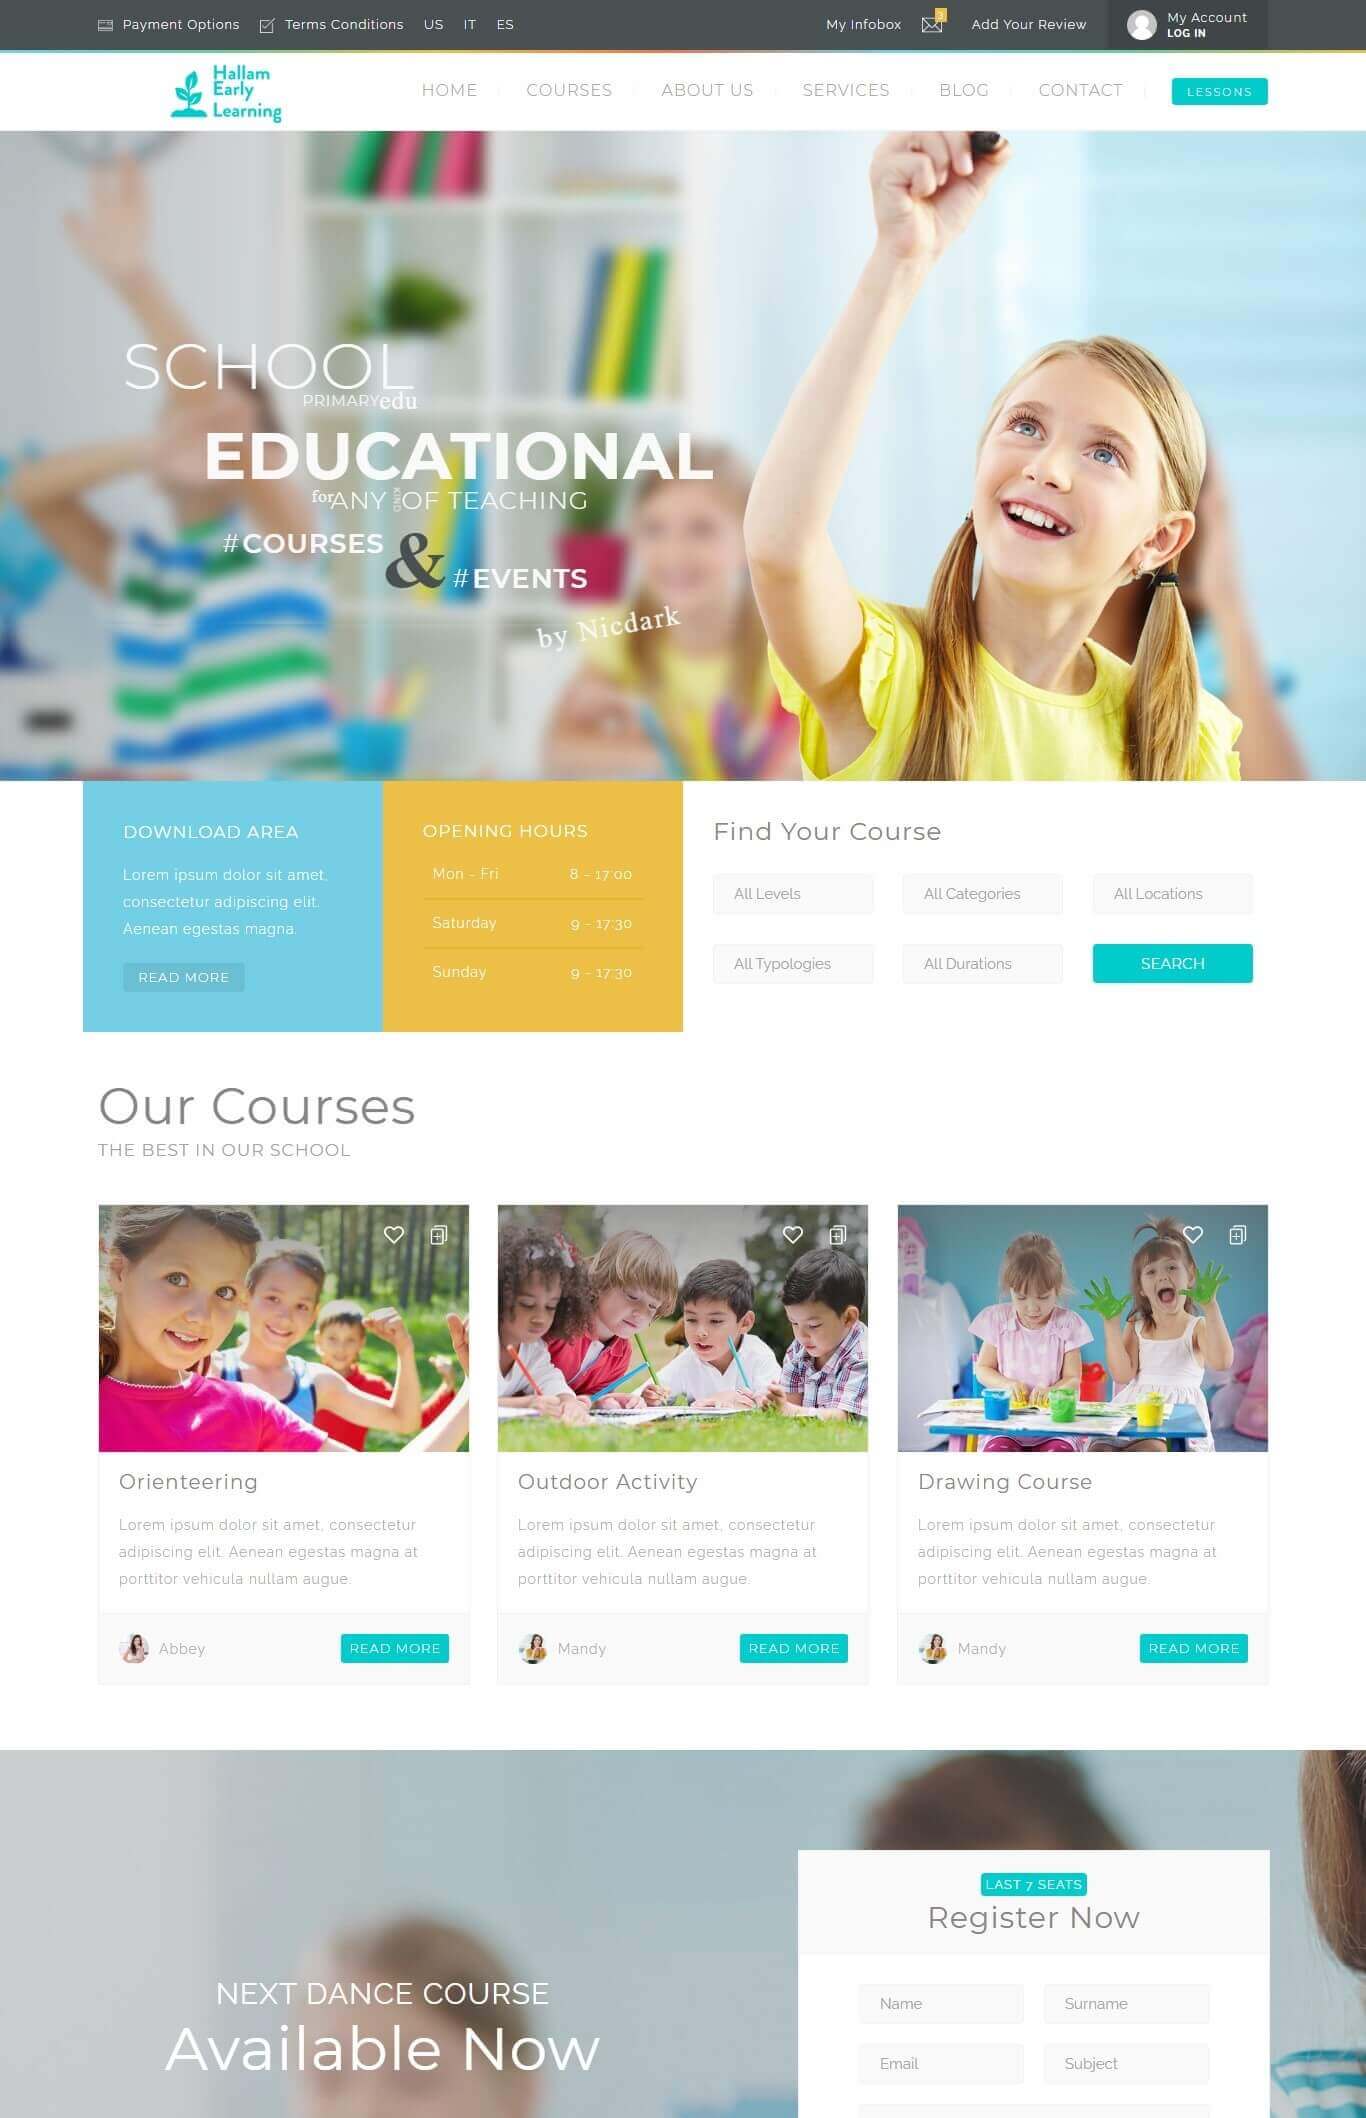 Payment Options
Terms Conditions
US
IT
ES
My Infobox
3
Add Your Review
My Account
LOG IN
Hallam
Early
Learning
HOME
COURSES
ABOUT US
SERVICES
BLOG
CONTACT
LESSONS
SCHOOL
PRIMARY edu
EDUCATIONAL
for ANY KIND OF TEACHING
#COURSES
&
#EVENTS
by Nicdark
DOWNLOAD AREA
Lorem ipsum dolor sit amet,
consectetur adipiscing elit.
Aenean egestas magna.
READ MORE
OPENING HOURS
Mon - Fri 8 - 17:00
Saturday 9 - 17:30
Sunday 9 - 17:30
Find Your Course
All Levels
All Categories
All Locations
All Typologies
All Durations
SEARCH
Our Courses
THE BEST IN OUR SCHOOL
Orienteering
Lorem ipsum dolor sit amet, consectetur
adipiscing elit. Aenean egestas magna at
porttitor vehicula nullam augue.
Abbey
READ MORE
Outdoor Activity
Lorem ipsum dolor sit amet, consectetur
adipiscing elit. Aenean egestas magna at
porttitor vehicula nullam augue.
Mandy
READ MORE
Drawing Course
Lorem ipsum dolor sit amet, consectetur
adipiscing elit. Aenean egestas magna at
porttitor vehicula nullam augue.
Mandy
READ MORE
NEXT DANCE COURSE
Available Now
LAST 7 SEATS
Register Now
Name
Surname
Email
Subject